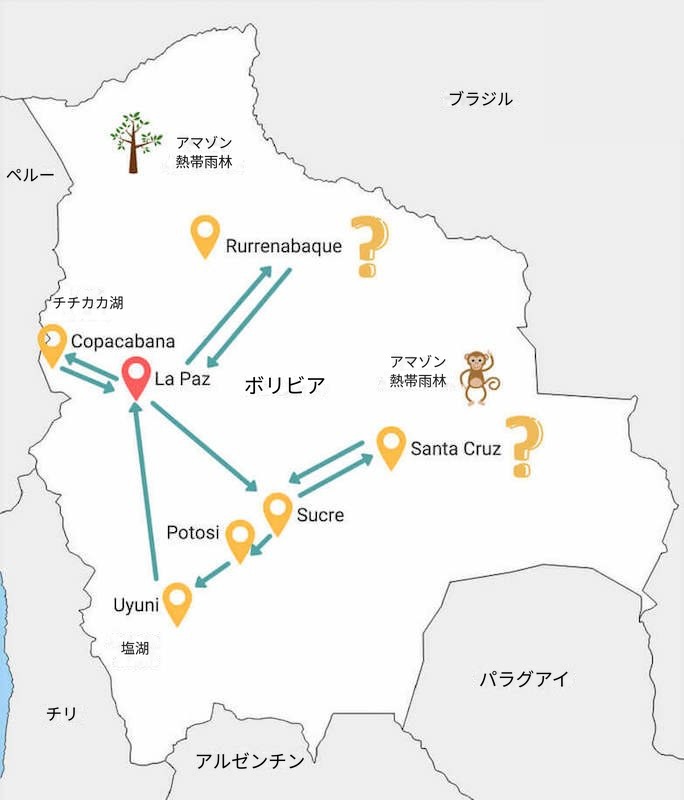 ブラジル
アマゾン
熱帯雨林
ペルー
Rurrenabaque
?
チチカカ湖
Copacabana
La Paz
ボリビア
アマゾン
熱帯雨林
Santa Cruz
?
Sucre
Potosi
Uyuni
塩湖
パラグアイ
チリ
アルゼンチン